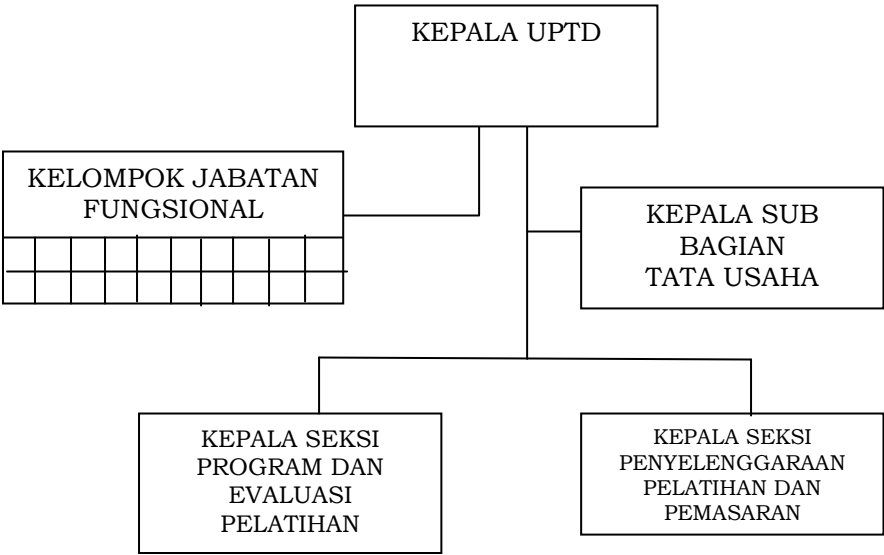 KEPALA UPTD
KELOMPOK JABATAN
FUNGSIONAL
KEPALA SUB
BAGIAN
TATA USAHA
KEPALA SEKSI
PROGRAM DAN
EVALUASI
PELATIHAN
KEPALA SEKSI
PENYELENGGARAAN
PELATIHAN DAN
PEMASARAN